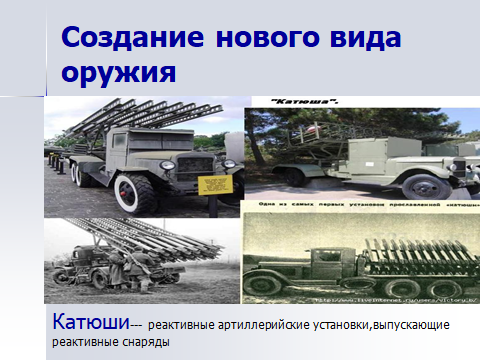 Создание нового вида
оружия
"Катюша".
Одна из самых первых установок прославленной «катюши»
Катюши--- реактивные артиллерийские установки,выпускающие
реактивные снаряды